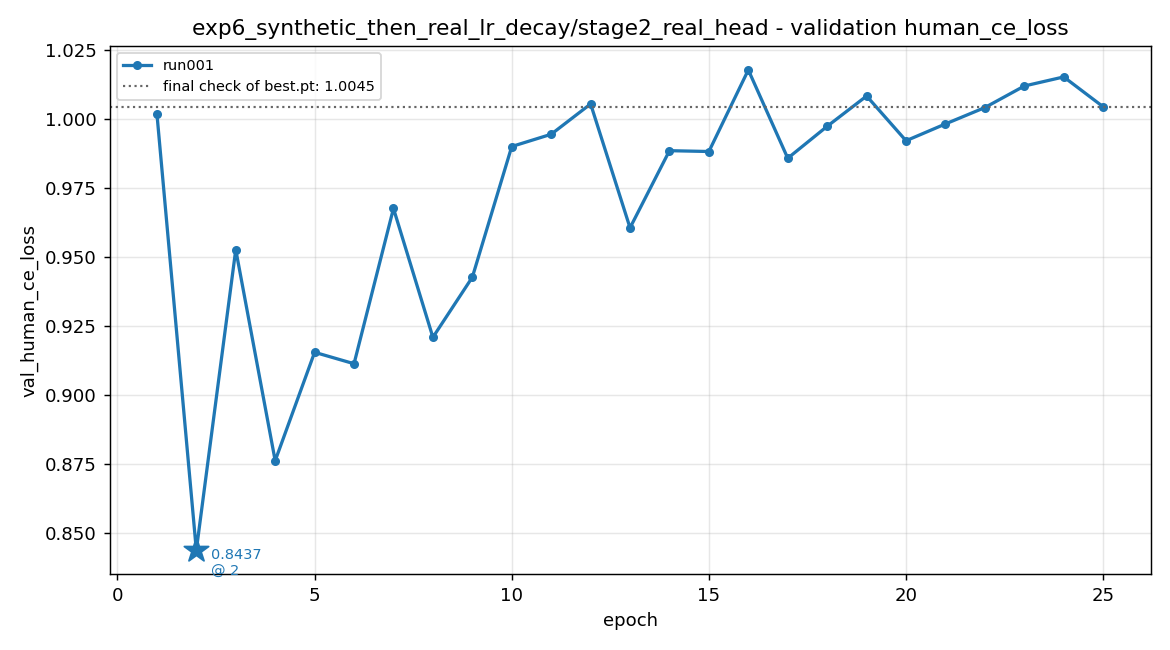 exp6_synthetic_then_real_lr_decay/stage2_real_head - validation human_ce_loss
run001
final check of best.pt: 1.0045
val_human_ce_loss
1.025
1.000
0.975
0.950
0.925
0.900
0.875
0.850
0.8437
@ 2
0 5 10 15 20 25
epoch